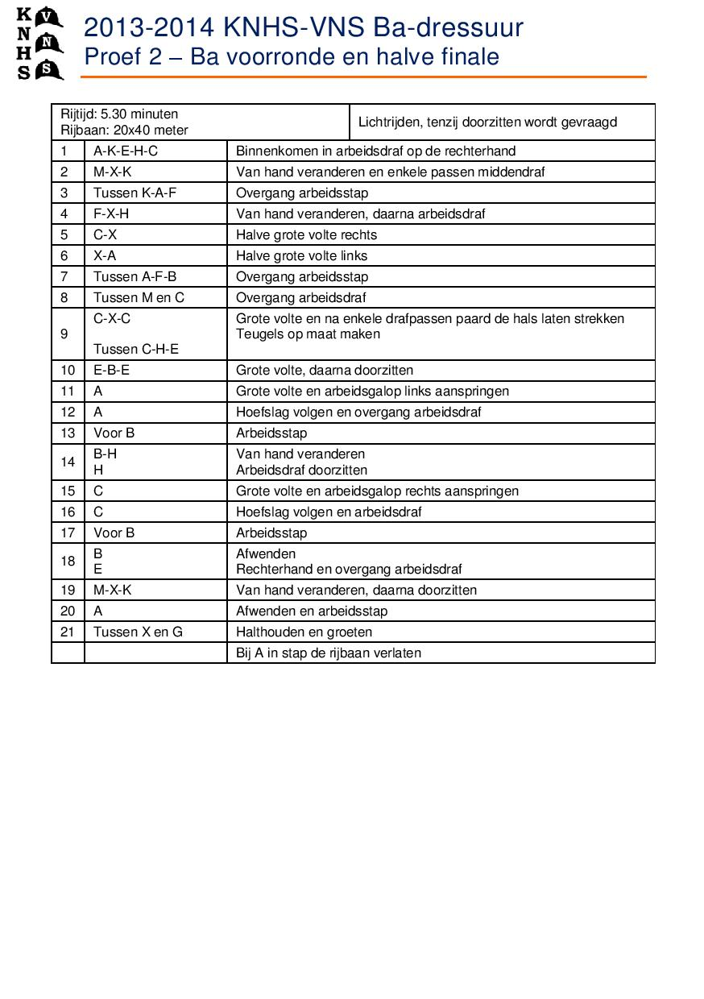 K V
N N
H
S S
2013-2014 KNHS-VNS Ba-dressuur
Proef 2 – Ba voorronde en halve finale
Rijtijd: 5.30 minuten
Rijbaan: 20x40 meter
Lichtrijden, tenzij doorzitten wordt gevraagd
1 A-K-E-H-C Binnenkomen in arbeidsdraf op de rechterhand
2 M-X-K Van hand veranderen en enkele passen middendraf
3 Tussen K-A-F Overgang arbeidsstap
4 F-X-H Van hand veranderen, daarna arbeidsdraf
5 C-X Halve grote volte rechts
6 X-A Halve grote volte links
7 Tussen A-F-B Overgang arbeidsstap
8 Tussen M en C Overgang arbeidsdraf
9 C-X-C Grote volte en na enkele drafpassen paard de hals laten strekken
Teugels op maat maken
Tussen C-H-E
10 E-B-E Grote volte, daarna doorzitten
11 A Grote volte en arbeidsgalop links aanspringen
12 A Hoefslag volgen en overgang arbeidsdraf
13 Voor B Arbeidsstap
14 B-H Van hand veranderen
H Arbeidsdraf doorzitten
15 C Grote volte en arbeidsgalop rechts aanspringen
16 C Hoefslag volgen en arbeidsdraf
17 Voor B Arbeidsstap
18 B Afwenden
E Rechterhand en overgang arbeidsdraf
19 M-X-K Van hand veranderen, daarna doorzitten
20 A Afwenden en arbeidsstap
21 Tussen X en G Halthouden en groeten
Bij A in stap de rijbaan verlaten